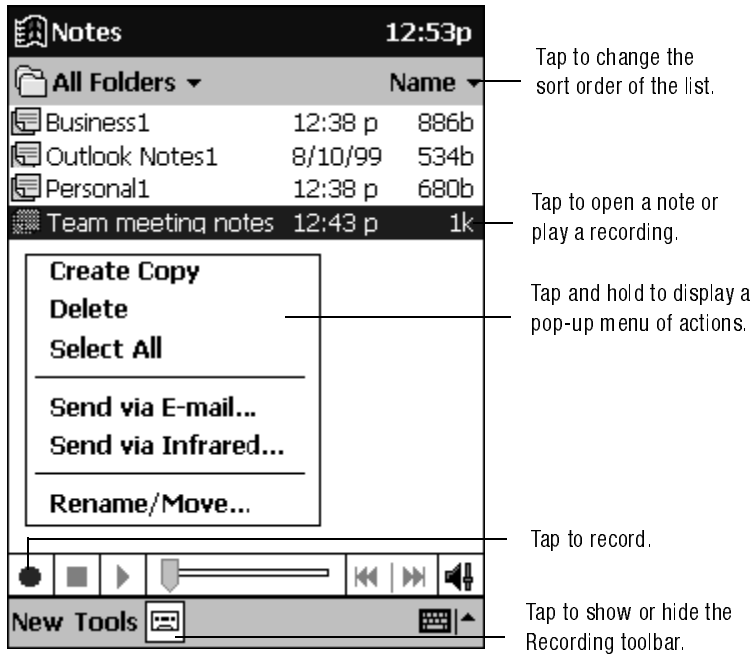 Notes 12:53p
All Folders Name
Business1 12:38 p 886b
Outlook Notes1 8/10/99 534b
Personal1 12:38 p 680b
Team meeting notes 12:43 p 1k
Create Copy
Delete
Select All
Send via E-mail...
Send via Infrared...
Rename/Move...
New Tools
Tap to change the
sort order of the list.
Tap to open a note or
play a recording.
Tap and hold to display a
pop-up menu of actions.
Tap to record.
Tap to show or hide the
Recording toolbar.